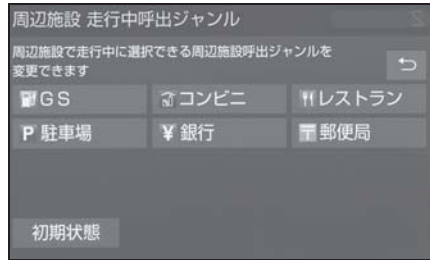 周辺施設 走行中呼出ジャンル
周辺施設で走行中に選択できる周辺施設呼出ジャンルを
変更できます
GS
コンビニ
レストラン
P 駐車場
¥ 銀行
〒 郵便局
初期状態